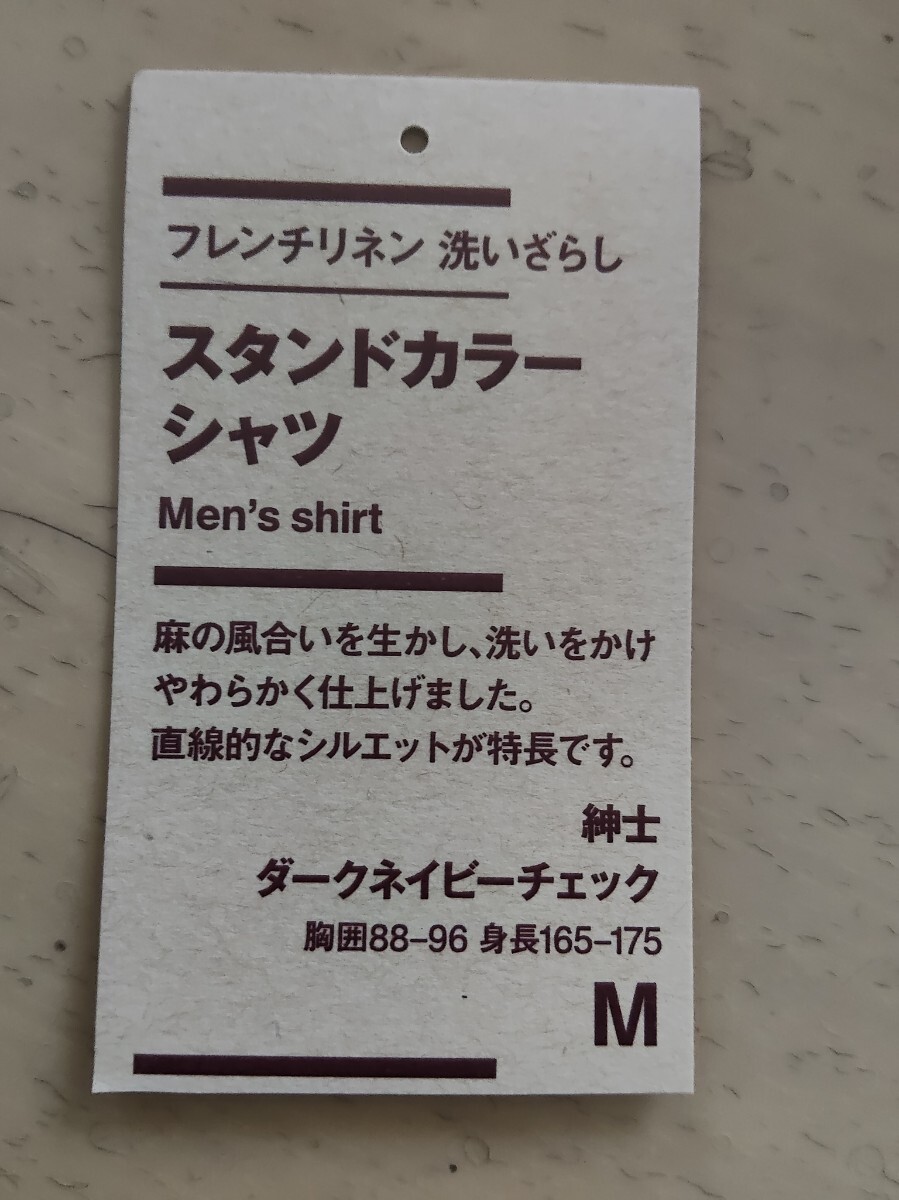 フレンチリネン 洗いざらし
スタンドカラー
シャツ
Men's shirt
麻の風合いを生かし、洗いをかけ
やわらかく仕上げました。
直線的なシルエットが特長です。
紳士
ダークネイビーチェック
胸囲88-96 身長165-175
M